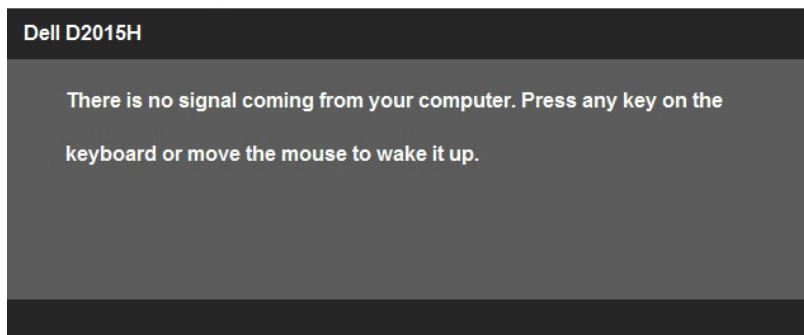 Dell D2015H
There is no signal coming from your computer. Press any key on the
keyboard or move the mouse to wake it up.